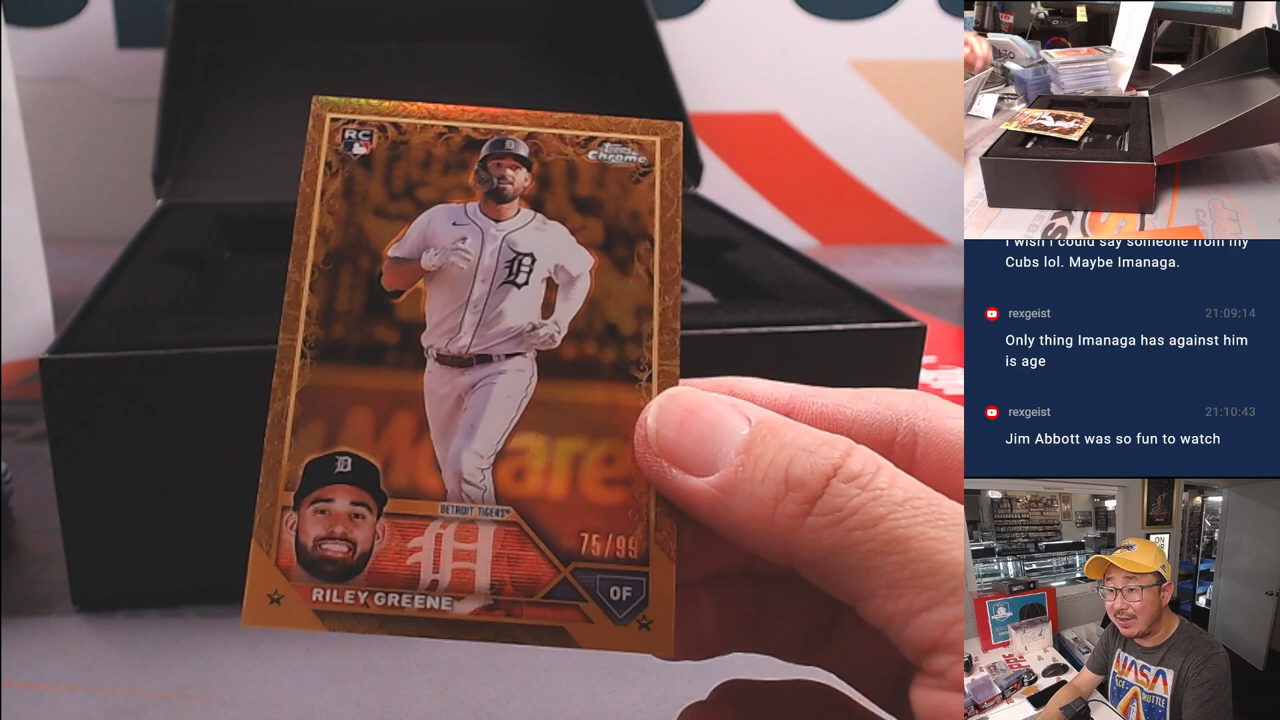 RC
Topps
Chrome
D
D
DETROIT TIGERS
75/99
RILEY GREENE
OF
I wish I could say someone from my
Cubs lol. Maybe Imanaga.
rexgeist 21:09:14
Only thing Imanaga has against him
is age
rexgeist 21:10:43
Jim Abbott was so fun to watch
NASA